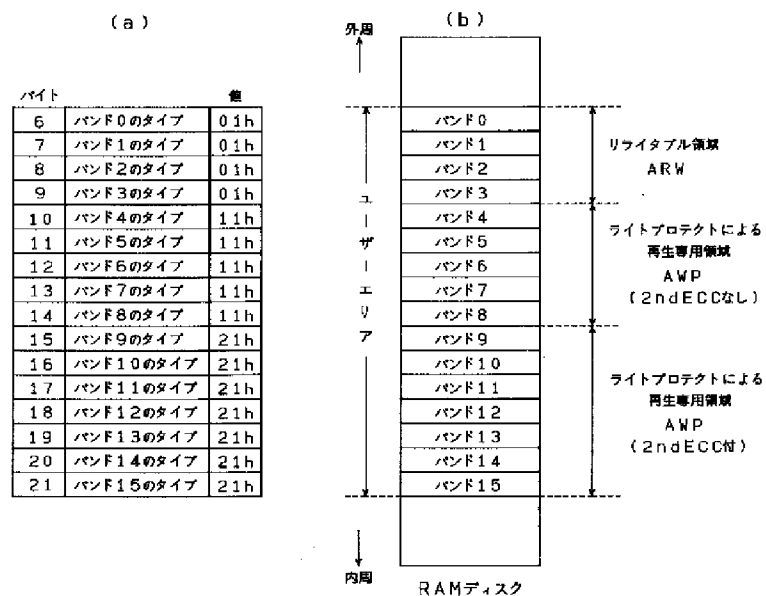 (a)
バイト 値
6 バンド0のタイプ 01h
7 バンド1のタイプ 01h
8 バンド2のタイプ 01h
9 バンド3のタイプ 01h
10 バンド4のタイプ 11h
11 バンド5のタイプ 11h
12 バンド6のタイプ 11h
13 バンド7のタイプ 11h
14 バンド8のタイプ 11h
15 バンド9のタイプ 21h
16 バンド10のタイプ 21h
17 バンド11のタイプ 21h
18 バンド12のタイプ 21h
19 バンド13のタイプ 21h
20 バンド14のタイプ 21h
21 バンド15のタイプ 21h
(b)
外周
ユーザーエリア
内周
バンド0
バンド1
バンド2
バンド3
バンド4
バンド5
バンド6
バンド7
バンド8
バンド9
バンド10
バンド11
バンド12
バンド13
バンド14
バンド15
RAMディスク
リライタブル領域
ARW
ライトプロテクトによる
再生専用領域
AWP
(2ndECCなし)
ライトプロテクトによる
再生専用領域
AWP
(2ndECC付)